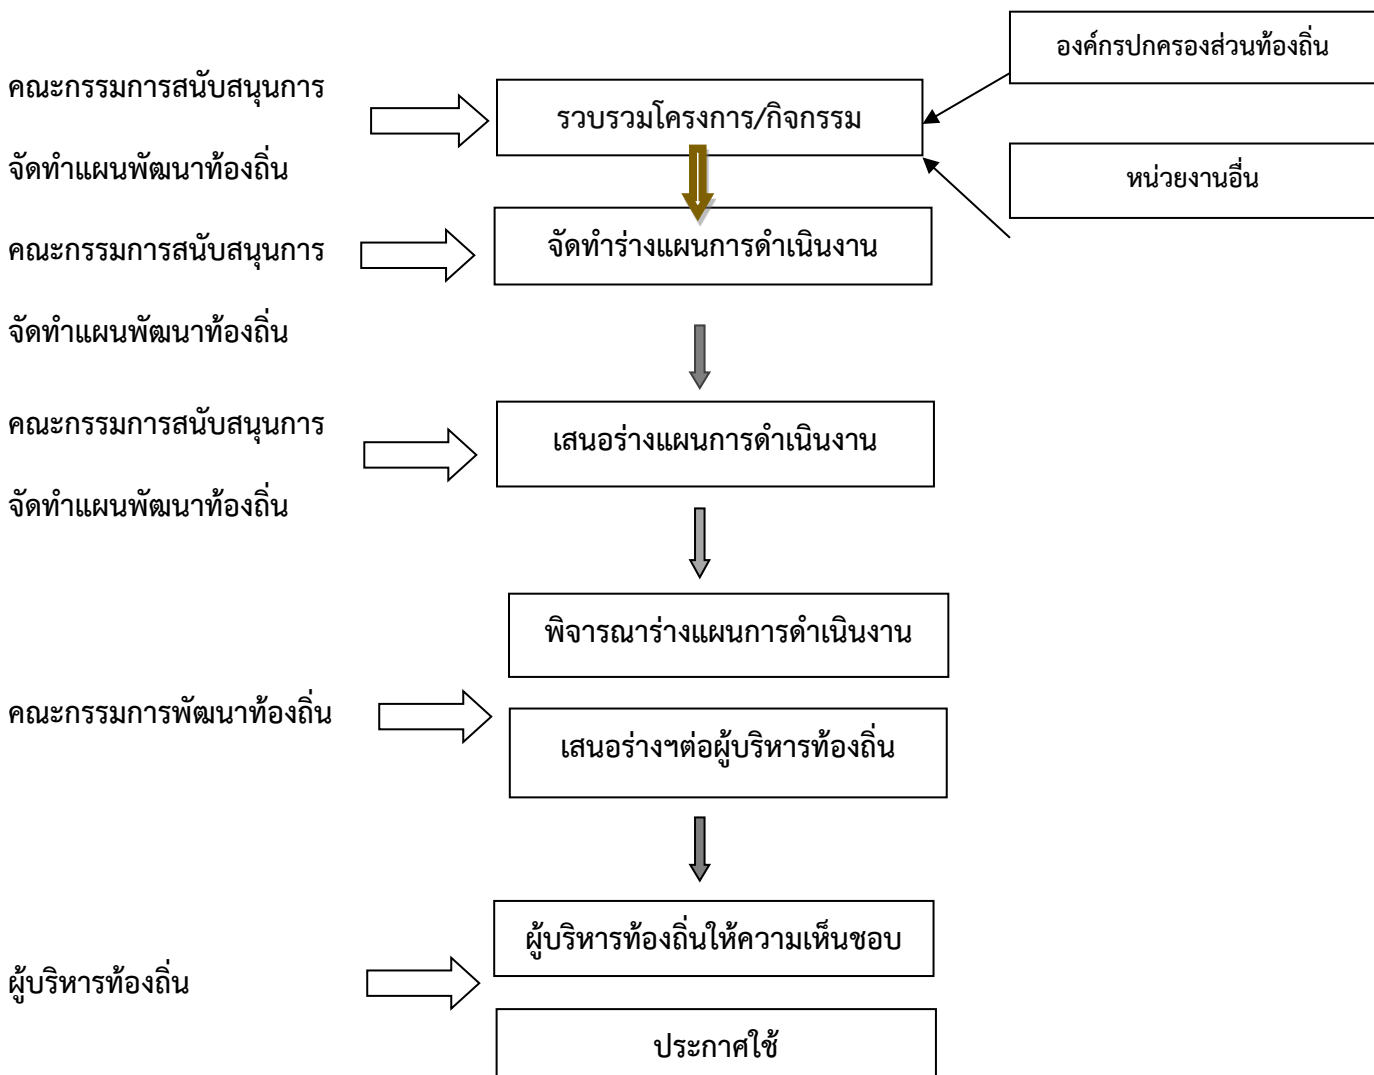 องค์กรปกครองส่วนท้องถิ่น
คณะกรรมการสนับสนุนการ
รวบรวมโครงการ/กิจกรรม
จัดทำแผนพัฒนาท้องถิ่น
หน่วยงานอื่น
คณะกรรมการสนับสนุนการ
จัดทำร่างแผนการดำเนินงาน
จัดทำแผนพัฒนาท้องถิ่น
คณะกรรมการสนับสนุนการ
เสนอร่างแผนการดำเนินงาน
จัดทำแผนพัฒนาท้องถิ่น
พิจารณาร่างแผนการดำเนินงาน
คณะกรรมการพัฒนาท้องถิ่น
เสนอร่างฯต่อผู้บริหารท้องถิ่น
ผู้บริหารท้องถิ่นให้ความเห็นชอบ
ผู้บริหารท้องถิ่น
ประกาศใช้